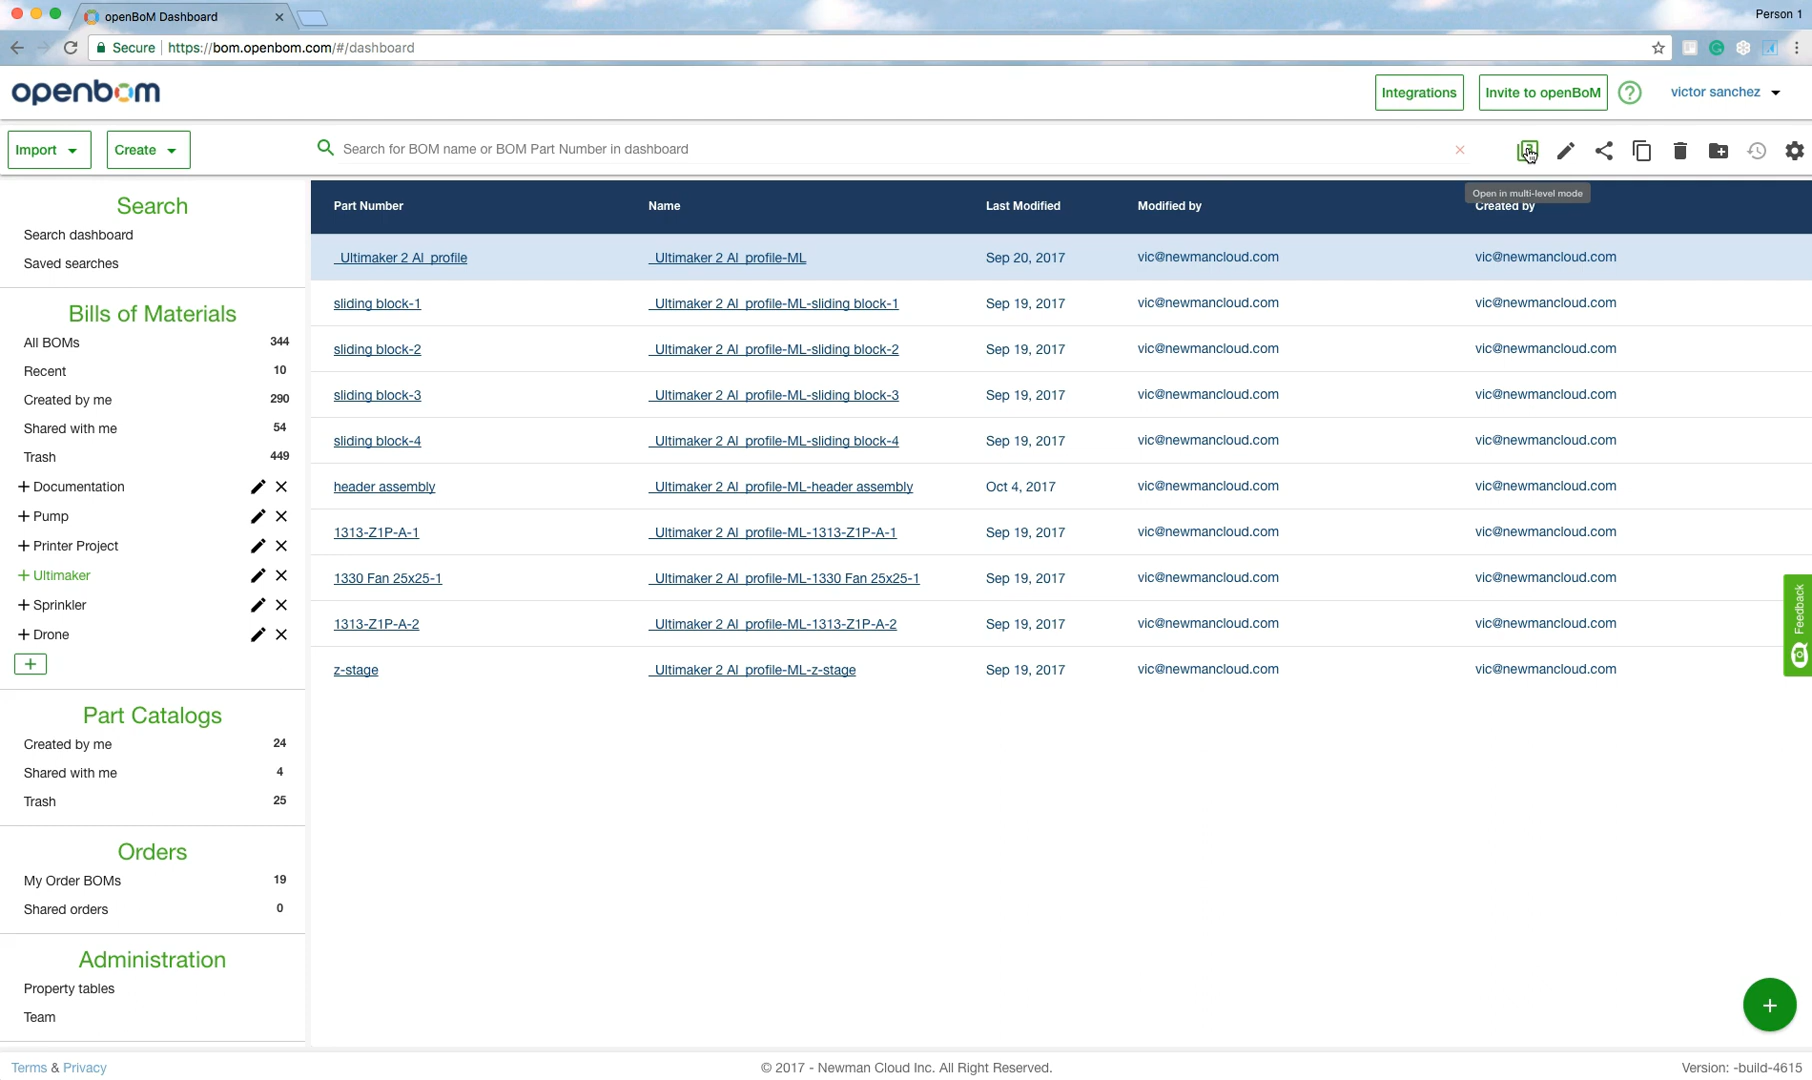 openBoM Dashboard
Person 1
Secure https://bom.openbom.com/#/dashboard
openbom
Integrations
Invite to openBoM
?
victor sanchez
Import
Create
Search for BOM name or BOM Part Number in dashboard
Open in multi-level mode
Search
Search dashboard
Saved searches
Bills of Materials
All BOMs 344
Recent 10
Created by me 290
Shared with me 54
Trash 449
+ Documentation
+ Pump
+ Printer Project
+ Ultimaker
+ Sprinkler
+ Drone
+
Part Catalogs
Created by me 24
Shared with me 4
Trash 25
Orders
My Order BOMs 19
Shared orders 0
Administration
Property tables
Team
Part Number Name Last Modified Modified by Created by
_Ultimaker 2 Al_profile _Ultimaker 2 Al_profile-ML Sep 20, 2017 vic@newmancloud.com vic@newmancloud.com
sliding block-1 _Ultimaker 2 Al_profile-ML-sliding block-1 Sep 19, 2017 vic@newmancloud.com vic@newmancloud.com
sliding block-2 _Ultimaker 2 Al_profile-ML-sliding block-2 Sep 19, 2017 vic@newmancloud.com vic@newmancloud.com
sliding block-3 _Ultimaker 2 Al_profile-ML-sliding block-3 Sep 19, 2017 vic@newmancloud.com vic@newmancloud.com
sliding block-4 _Ultimaker 2 Al_profile-ML-sliding block-4 Sep 19, 2017 vic@newmancloud.com vic@newmancloud.com
header assembly _Ultimaker 2 Al_profile-ML-header assembly Oct 4, 2017 vic@newmancloud.com vic@newmancloud.com
1313-Z1P-A-1 _Ultimaker 2 Al_profile-ML-1313-Z1P-A-1 Sep 19, 2017 vic@newmancloud.com vic@newmancloud.com
1330 Fan 25x25-1 _Ultimaker 2 Al_profile-ML-1330 Fan 25x25-1 Sep 19, 2017 vic@newmancloud.com vic@newmancloud.com
1313-Z1P-A-2 _Ultimaker 2 Al_profile-ML-1313-Z1P-A-2 Sep 19, 2017 vic@newmancloud.com vic@newmancloud.com
z-stage _Ultimaker 2 Al_profile-ML-z-stage Sep 19, 2017 vic@newmancloud.com vic@newmancloud.com
Feedback
+
Terms & Privacy
© 2017 - Newman Cloud Inc. All Right Reserved.
Version: -build-4615